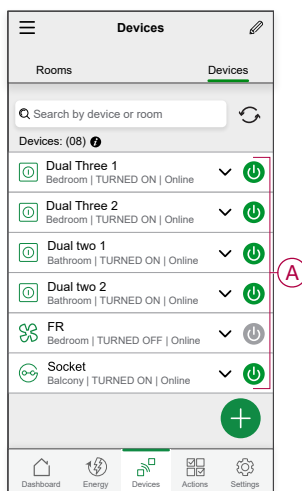 Devices
Rooms Devices
Search by device or room
Devices: (08)
Dual Three 1
Bedroom | TURNED ON | Online
Dual Three 2
Bedroom | TURNED ON | Online
Dual two 1
Bathroom | TURNED ON | Online
Dual two 2
Bathroom | TURNED ON | Online
FR
Bedroom | TURNED OFF | Online
Socket
Balcony | TURNED ON | Online
A
Dashboard Energy Devices Actions Settings